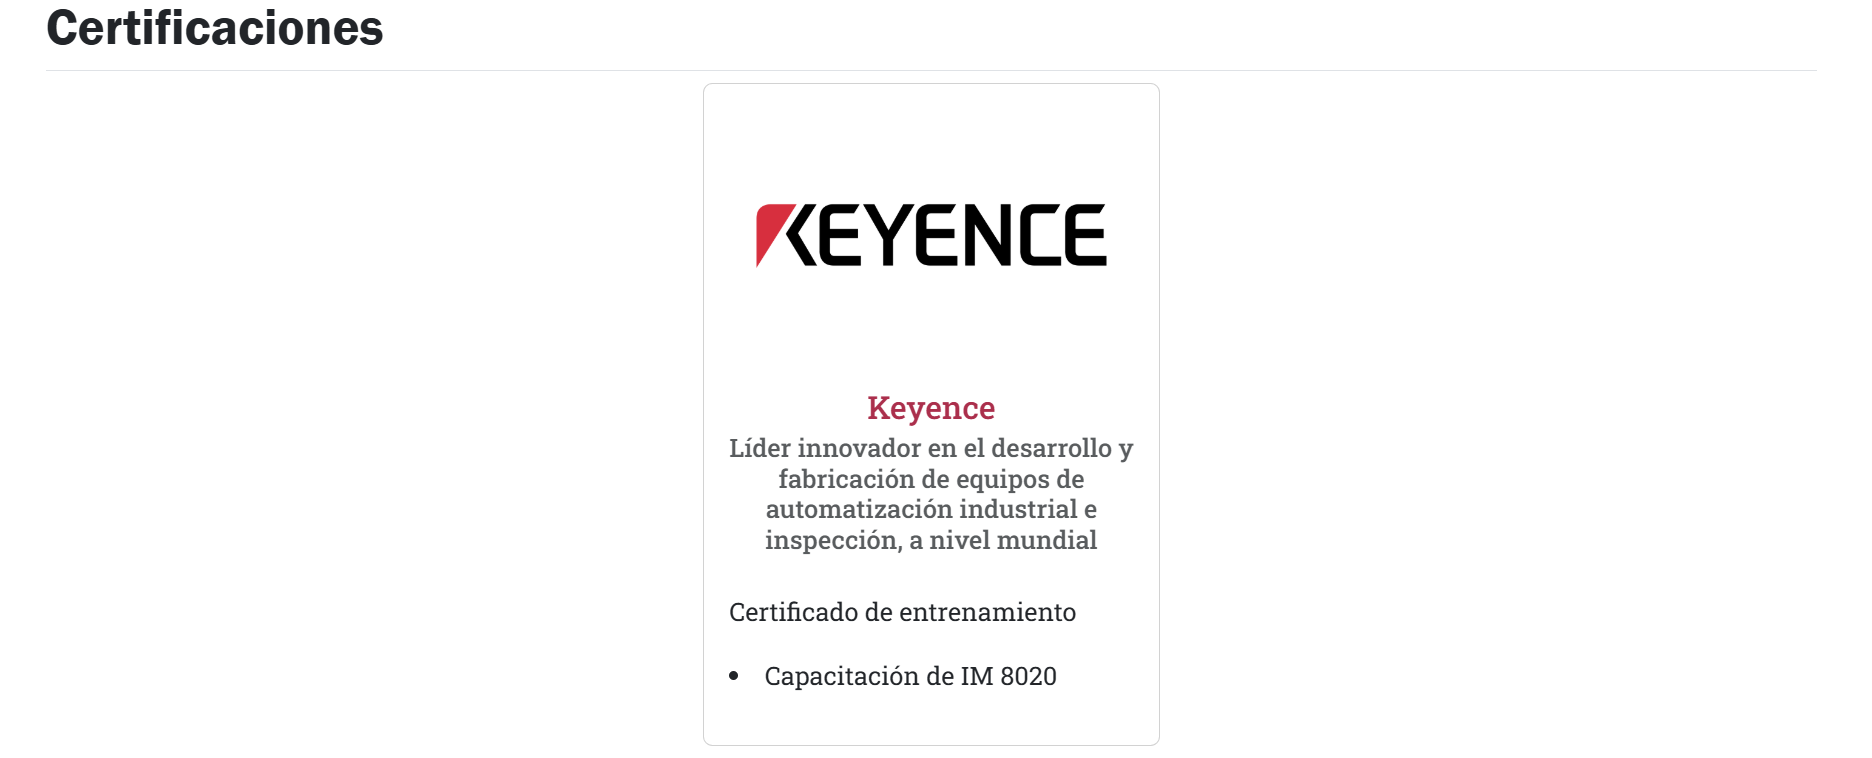 Certificaciones
KEYENCE
Keyence
Líder innovador en el desarrollo y
fabricación de equipos de
automatización industrial e
inspección, a nivel mundial
Certificado de entrenamiento
• Capacitación de IM 8020